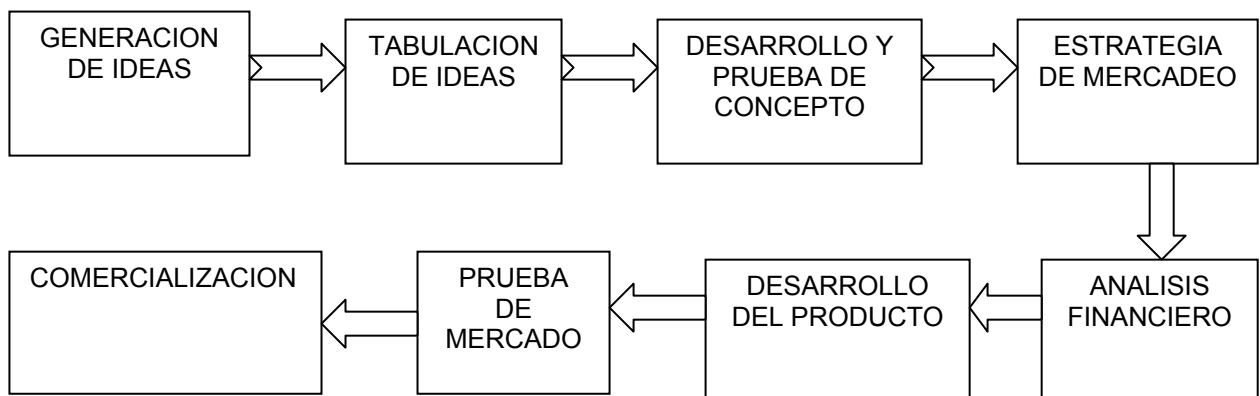 GENERACION
DE IDEAS
TABULACION
DE IDEAS
DESARROLLO Y
PRUEBA DE
CONCEPTO
ESTRATEGIA
DE MERCADEO
ANALISIS
FINANCIERO
DESARROLLO
DEL PRODUCTO
PRUEBA
DE
MERCADO
COMERCIALIZACION